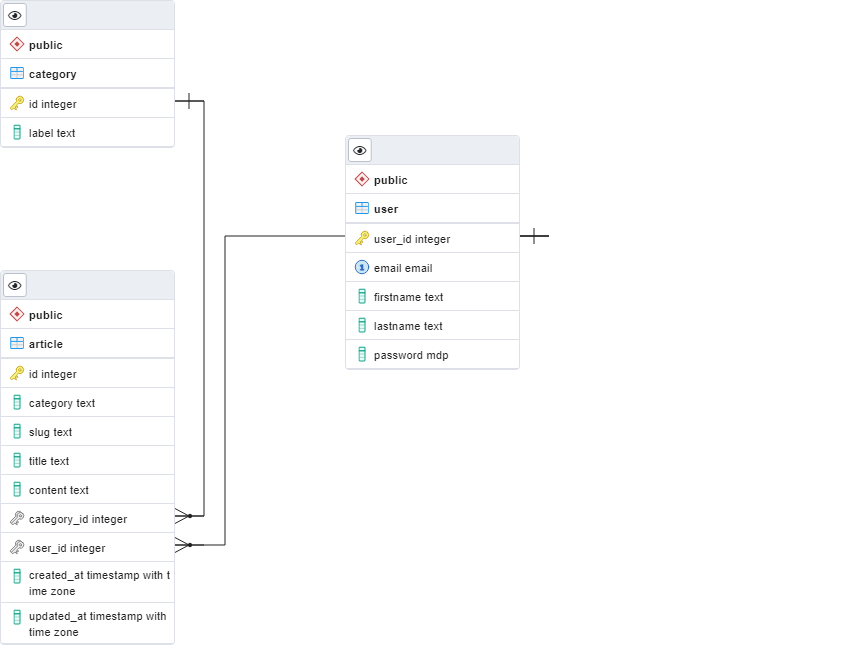 public
category
id integer
label text
public
user
user_id integer
1 email email
firstname text
lastname text
password mdp
public
article
id integer
category text
slug text
title text
content text
category_id integer
user_id integer
created_at timestamp with t
ime zone
updated_at timestamp with
time zone